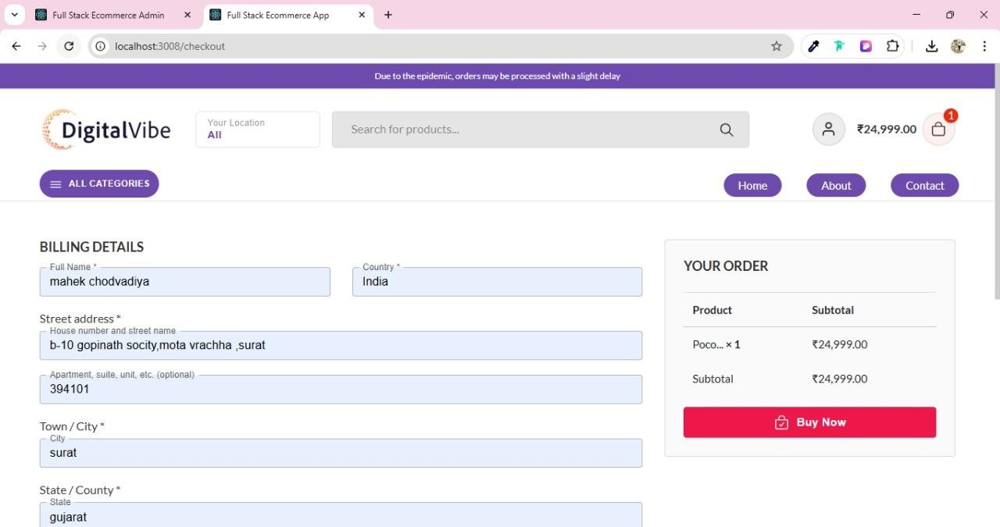 Full Stack Ecommerce Admin
Full Stack Ecommerce App
localhost:3008/checkout
Due to the epidemic, orders may be processed with a slight delay
DigitalVibe
Your Location
All
Search for products...
₹24,999.00
1
ALL CATEGORIES
Home
About
Contact
BILLING DETAILS
Full Name *
mahek chodvadiya
Country *
India
Street address *
House number and street name
b-10 gopinath socity,mota vrachha ,surat
Apartment, suite, unit, etc. (optional)
394101
Town / City *
City
surat
State / County *
State
gujarat
YOUR ORDER
Product Subtotal
Poco... × 1 ₹24,999.00
Subtotal ₹24,999.00
Buy Now